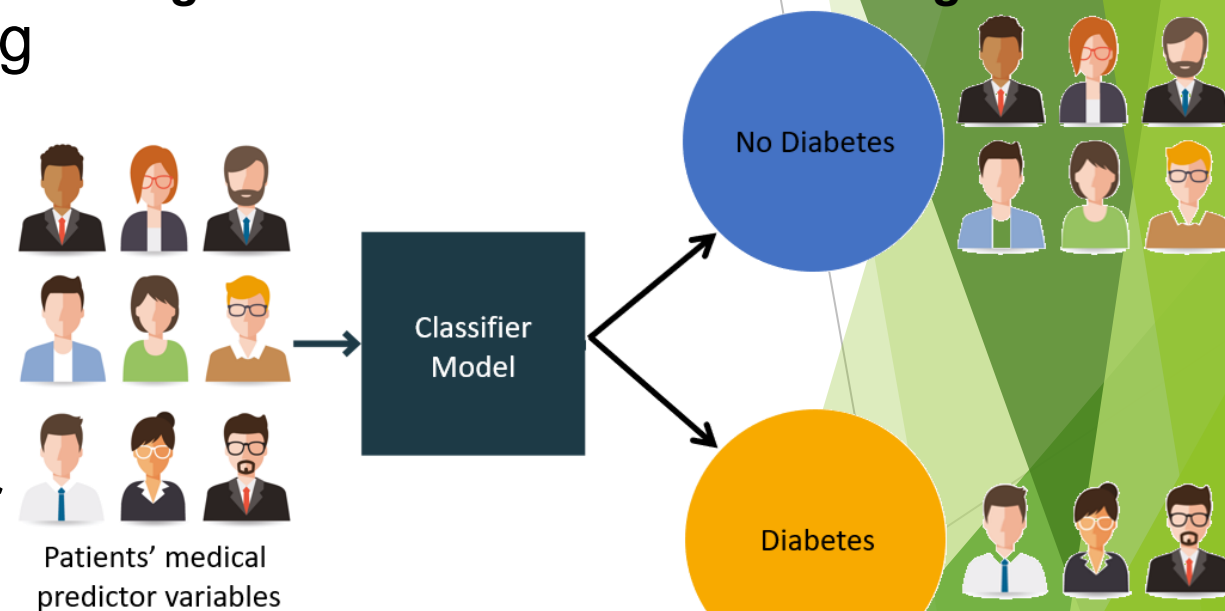 g
g
g
No Diabetes
Classifier
Model
Diabetes
Patients’ medical
predictor variables